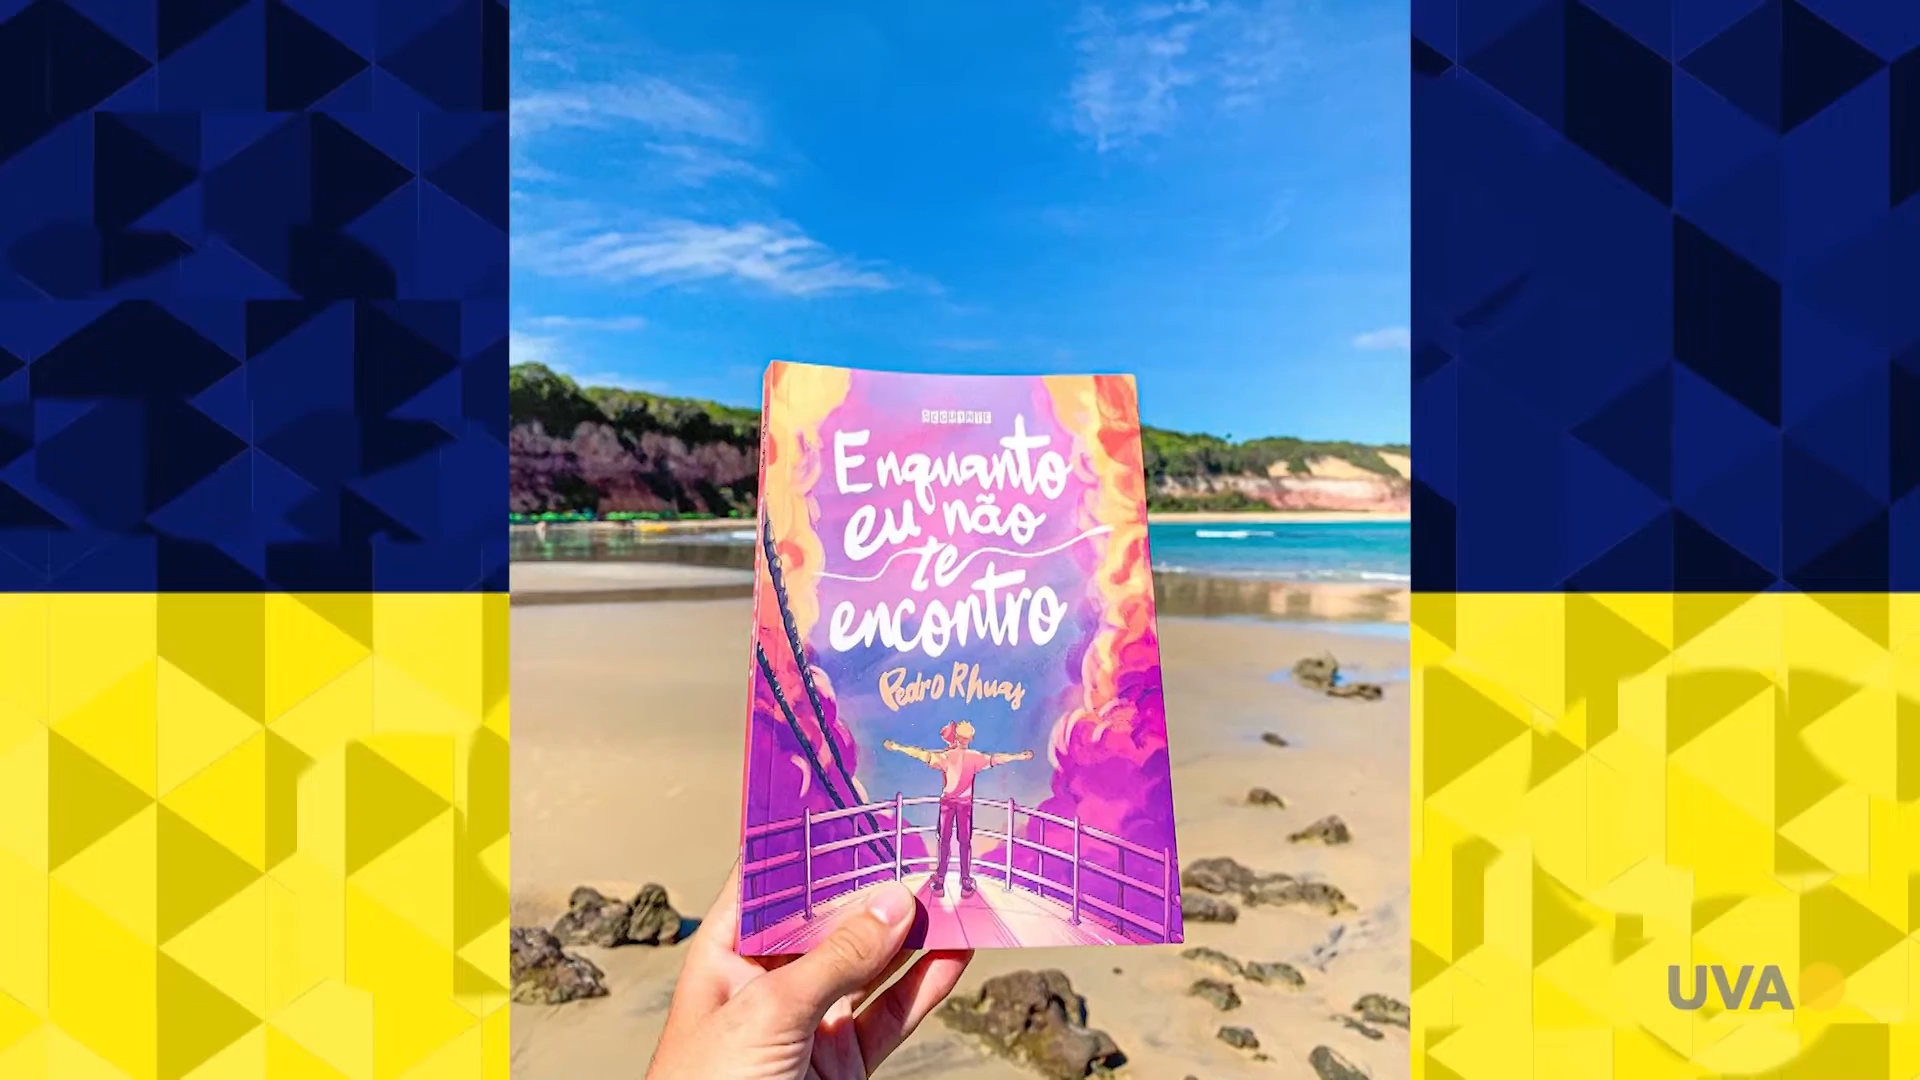 SEGUINTE
Enquanto
eu não
te
encontro
Pedro Rhuas
UVA